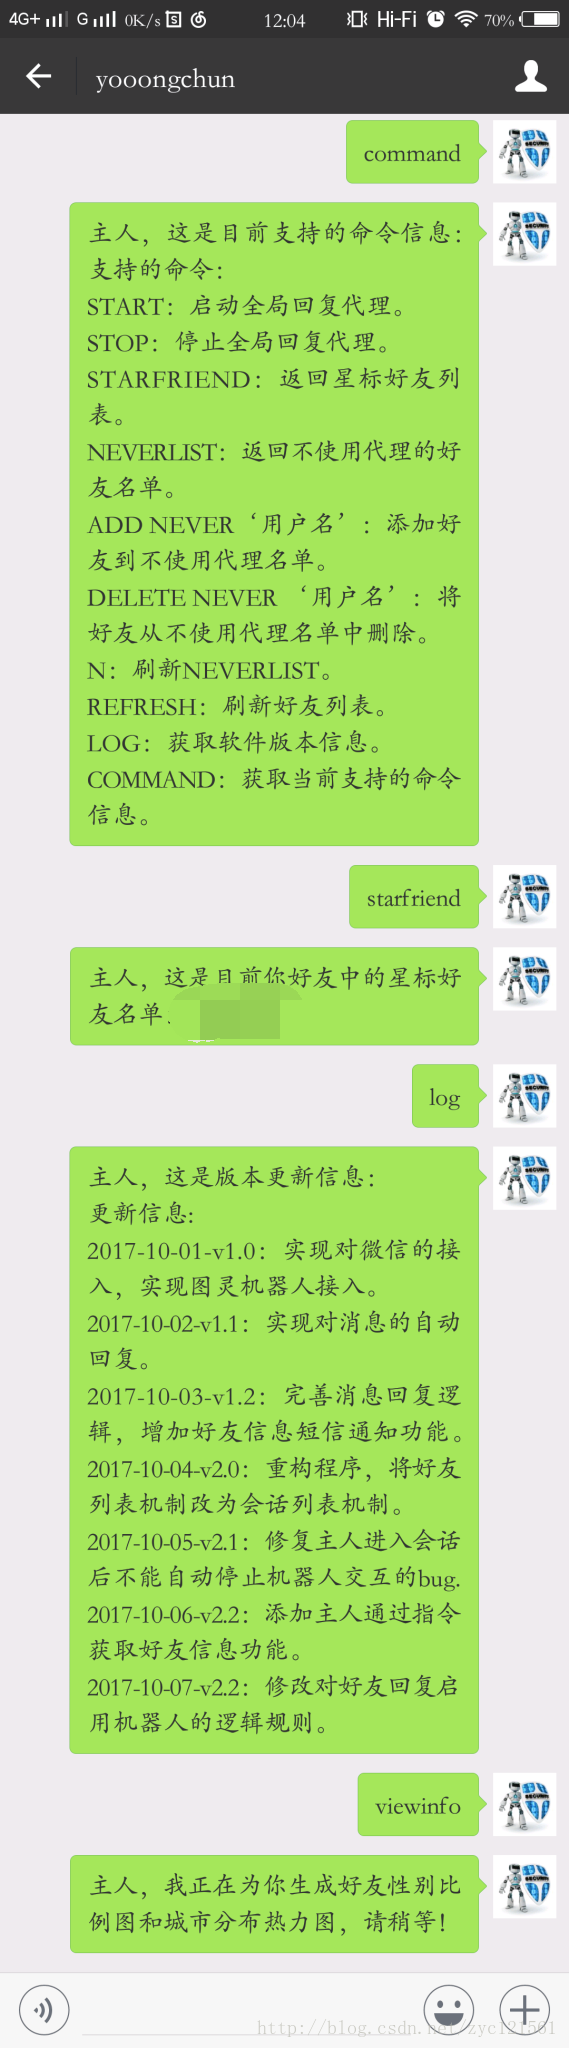 4G+ G 0K/s 12:04 Hi-Fi 70%
yooongchun
command
主人，这是目前支持的命令信息：
支持的命令：
START：启动全局回复代理。
STOP：停止全局回复代理。
STARFRIEND：返回星标好友列
表。
NEVERLIST：返回不使用代理的好
友名单。
ADD NEVER‘用户名’：添加好
友到不使用代理名单。
DELETE NEVER ‘用户名’：将
好友从不使用代理名单中删除。
N：刷新NEVERLIST。
REFRESH：刷新好友列表。
LOG：获取软件版本信息。
COMMAND：获取当前支持的命令
信息。
starfriend
主人，这是目前你好友中的星标好
友名单
log
主人，这是版本更新信息：
更新信息:
2017-10-01-v1.0：实现对微信的接
入，实现图灵机器人接入。
2017-10-02-v1.1：实现对消息的自动
回复。
2017-10-03-v1.2：完善消息回复逻
辑，增加好友信息短信通知功能。
2017-10-04-v2.0：重构程序，将好友
列表机制改为会话列表机制。
2017-10-05-v2.1：修复主人进入会话
后不能自动停止机器人交互的bug.
2017-10-06-v2.2：添加主人通过指令
获取好友信息功能。
2017-10-07-v2.2：修改对好友回复启
用机器人的逻辑规则。
viewinfo
主人，我正在为你生成好友性别比
例图和城市分布热力图，请稍等!
http://blog.csdn.net/zyc121561